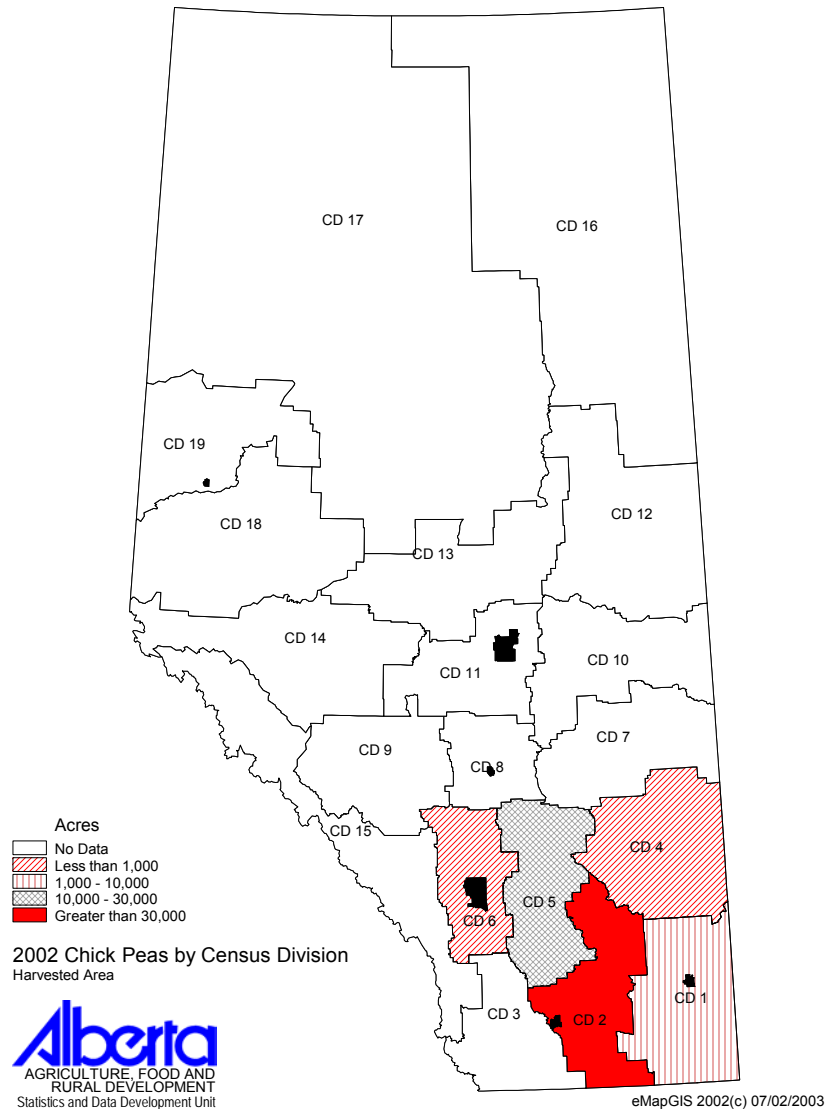 CD 17
CD 16
CD 19
CD 18
CD 12
CD 13
CD 14
CD 10
CD 11
CD 7
CD 9
CD 8
CD 15
CD 4
CD 5
CD 6
CD 1
CD 3
CD 2
Acres
No Data
Less than 1,000
1,000 - 10,000
10,000 - 30,000
Greater than 30,000
2002 Chick Peas by Census Division
Harvested Area
Alberta
AGRICULTURE, FOOD AND
RURAL DEVELOPMENT
Statistics and Data Development Unit
eMapGIS 2002(c) 07/02/2003